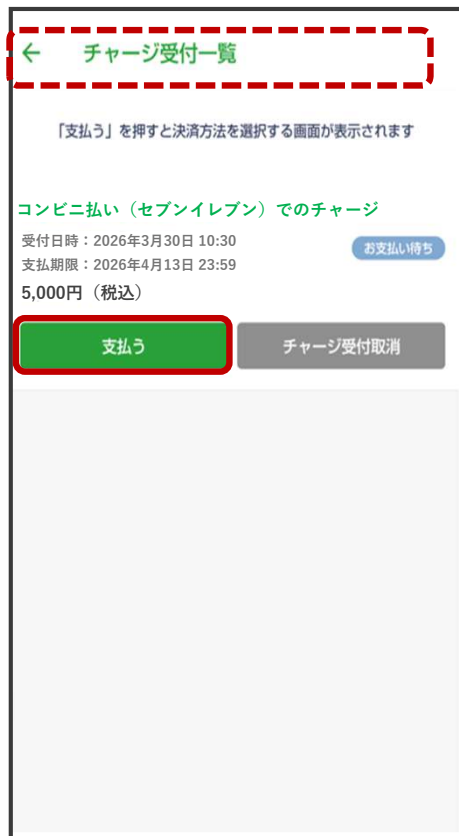 ← チャージ受付一覧
「支払う」を押すと決済方法を選択する画面が表示されます
コンビニ払い（セブンイレブン）でのチャージ
受付日時：2026年3月30日 10:30
お支払い待ち
支払期限：2026年4月13日 23:59
5,000円（税込）
支払う
チャージ受付取消